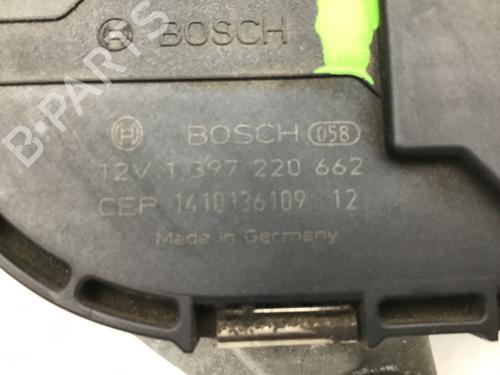 BOSCH
BOSCH 058
12V 1 397 220 662
CEP 1410136109 12
Made in Germany
B-PARTS